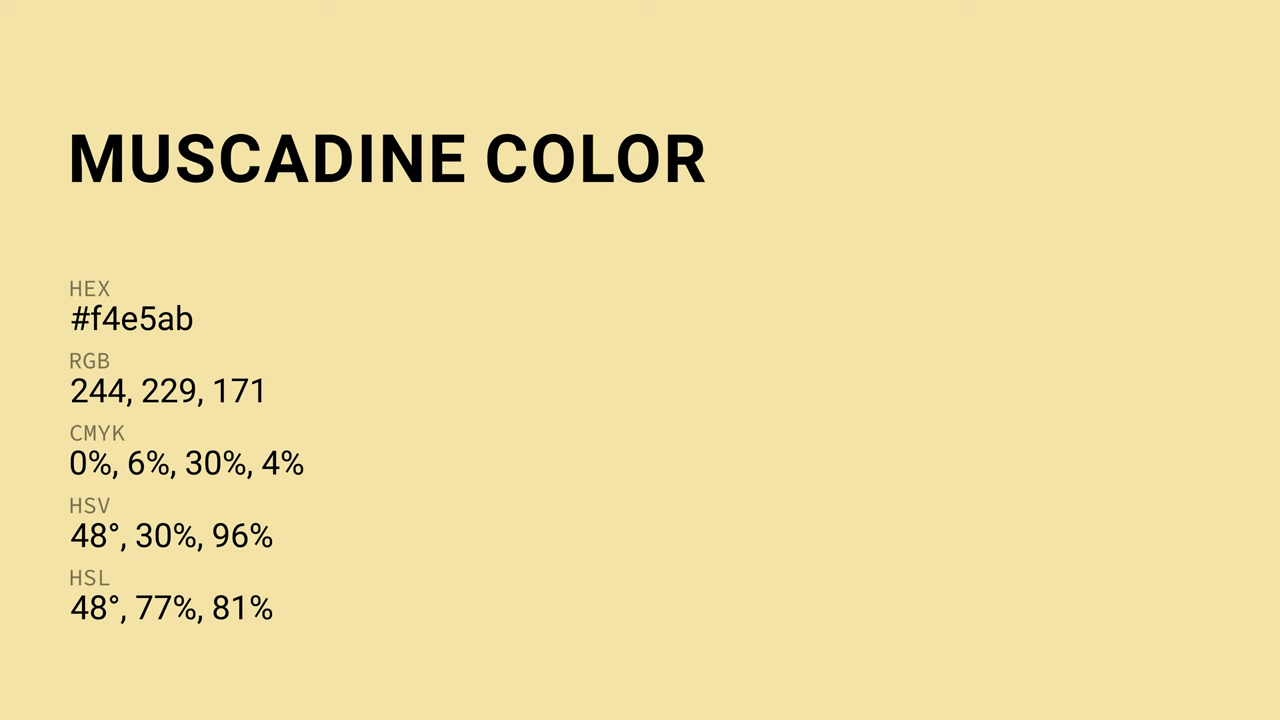 MUSCADINE COLOR
HEX
#f4e5ab
RGB
244, 229, 171
CMYK
0%, 6%, 30%, 4%
HSV
48°, 30%, 96%
HSL
48°, 77%, 81%